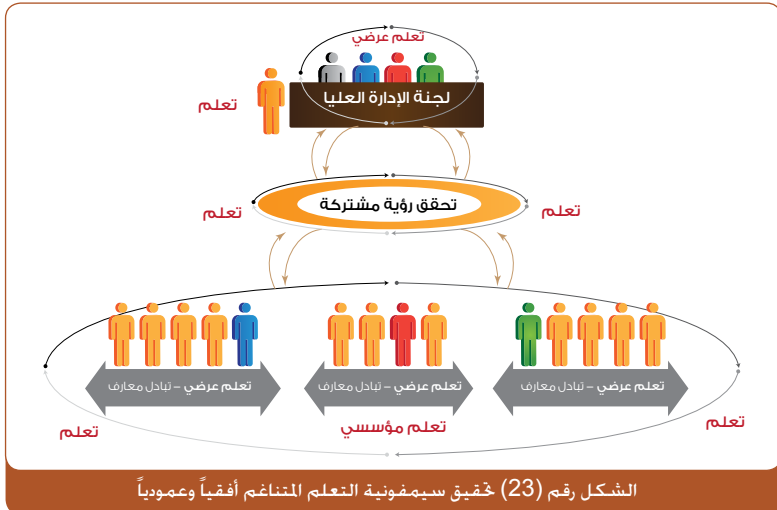 تعلم عرضي
لجنة الإدارة العليا
تعلم
تحقق رؤية مشتركة
تعلم
تعلم
تعلم عرضي – تبادل معارف
تعلم عرضي – تبادل معارف
تعلم عرضي – تبادل معارف
تعلم
تعلم مؤسسي
تعلم
الشكل رقم (23) تحقيق سيمفونية التعلم المتناغم أفقياً وعمودياً